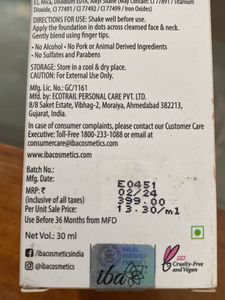 E), Mica, Disodium EDTA, Alkyl Silane (May Contain: CI 77891 / Titanium
Dioxide, CI 77491 / CI 77492 / CI 77499 / Iron Oxides)
DIRECTIONS FOR USE: Shake well before use.
Apply the foundation in dots across cleansed face & neck.
Gently blend using finger tips.
• No Alcohol • No Pork or Animal Derived Ingredients
• No Sulfates and Parabens
STORAGE: Store in a cool & dry place.
CAUTION: For External Use Only.
Mfg. Lic. No.: GC/1161
Mfd. by: ECOTRAIL PERSONAL CARE PVT. LTD.
8/8 Saket Estate, Vibhag-2, Moraiya, Ahmedabad 382213,
Gujarat, India.
In case of consumer complaints, please contact our Customer Care
Executive: Toll-Free 1800-233-1088 or email at
consumercare@ibacosmetics.com
www.ibacosmetics.com
Batch No.: E0451
Mfg. Date: 02/24
MRP: ₹ 399.00
(inclusive of all taxes)
Per Unit Sale Price: 13.30/ml
Use Before 36 Months from MFD
Net Vol.: 30 ml
/ibacosmeticsindia
@ibacosmetics
iba
Cruelty-Free
and Vegan